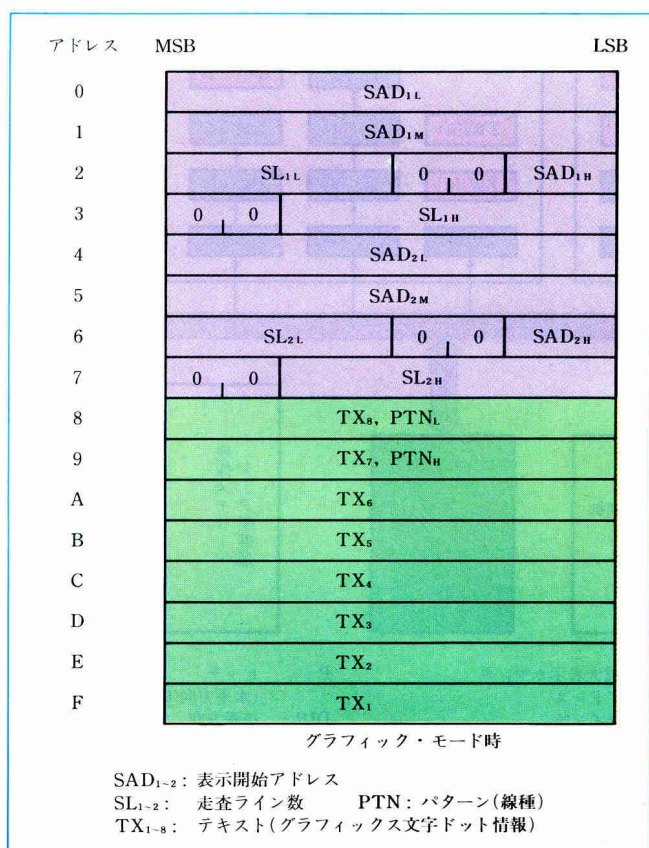 アドレス MSB LSB
0 SAD1L
1 SAD1M
2 SL1L 0 0 SAD1H
3 0 0 SL1H
4 SAD2L
5 SAD2M
6 SL2L 0 0 SAD2H
7 0 0 SL2H
8 TX8, PTNL
9 TX7, PTNH
A TX6
B TX5
C TX4
D TX3
E TX2
F TX1
グラフィック・モード時
SAD1~2: 表示開始アドレス
SL1~2: 走査ライン数 PTN: パターン(線種)
TX1~8: テキスト(グラフィックス文字ドット情報)